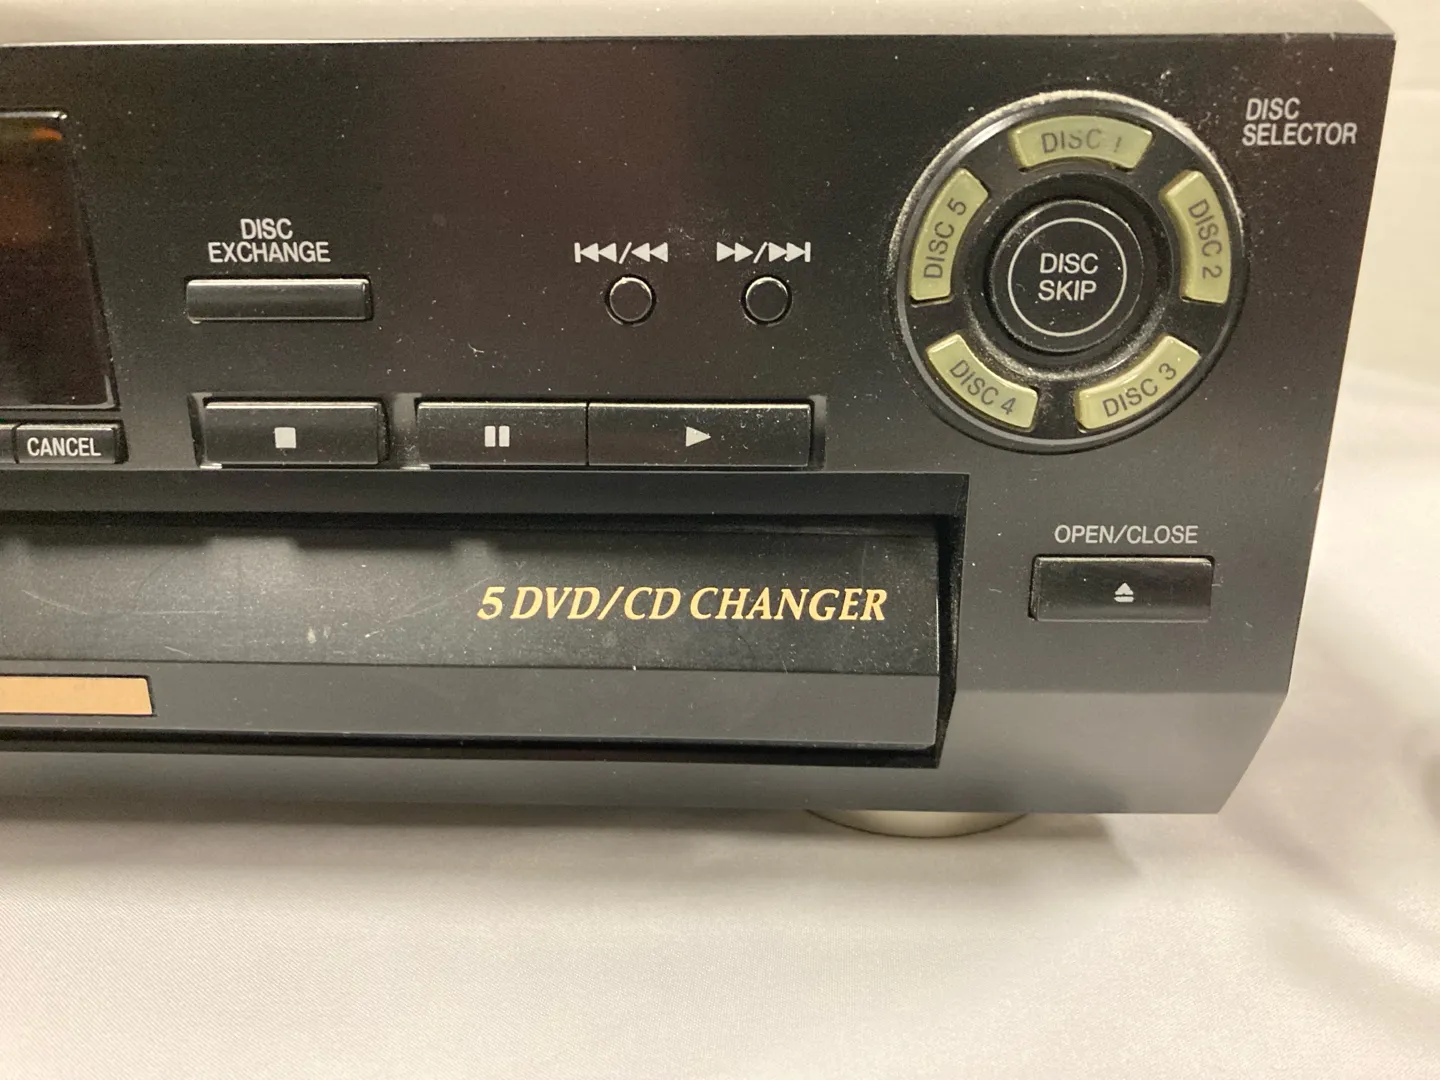 DISC
SELECTOR
DISC 1
DISC 5
DISC 2
DISC
SKIP
DISC 4
DISC 3
DISC
EXCHANGE
CANCEL
OPEN/CLOSE
5 DVD/CD CHANGER